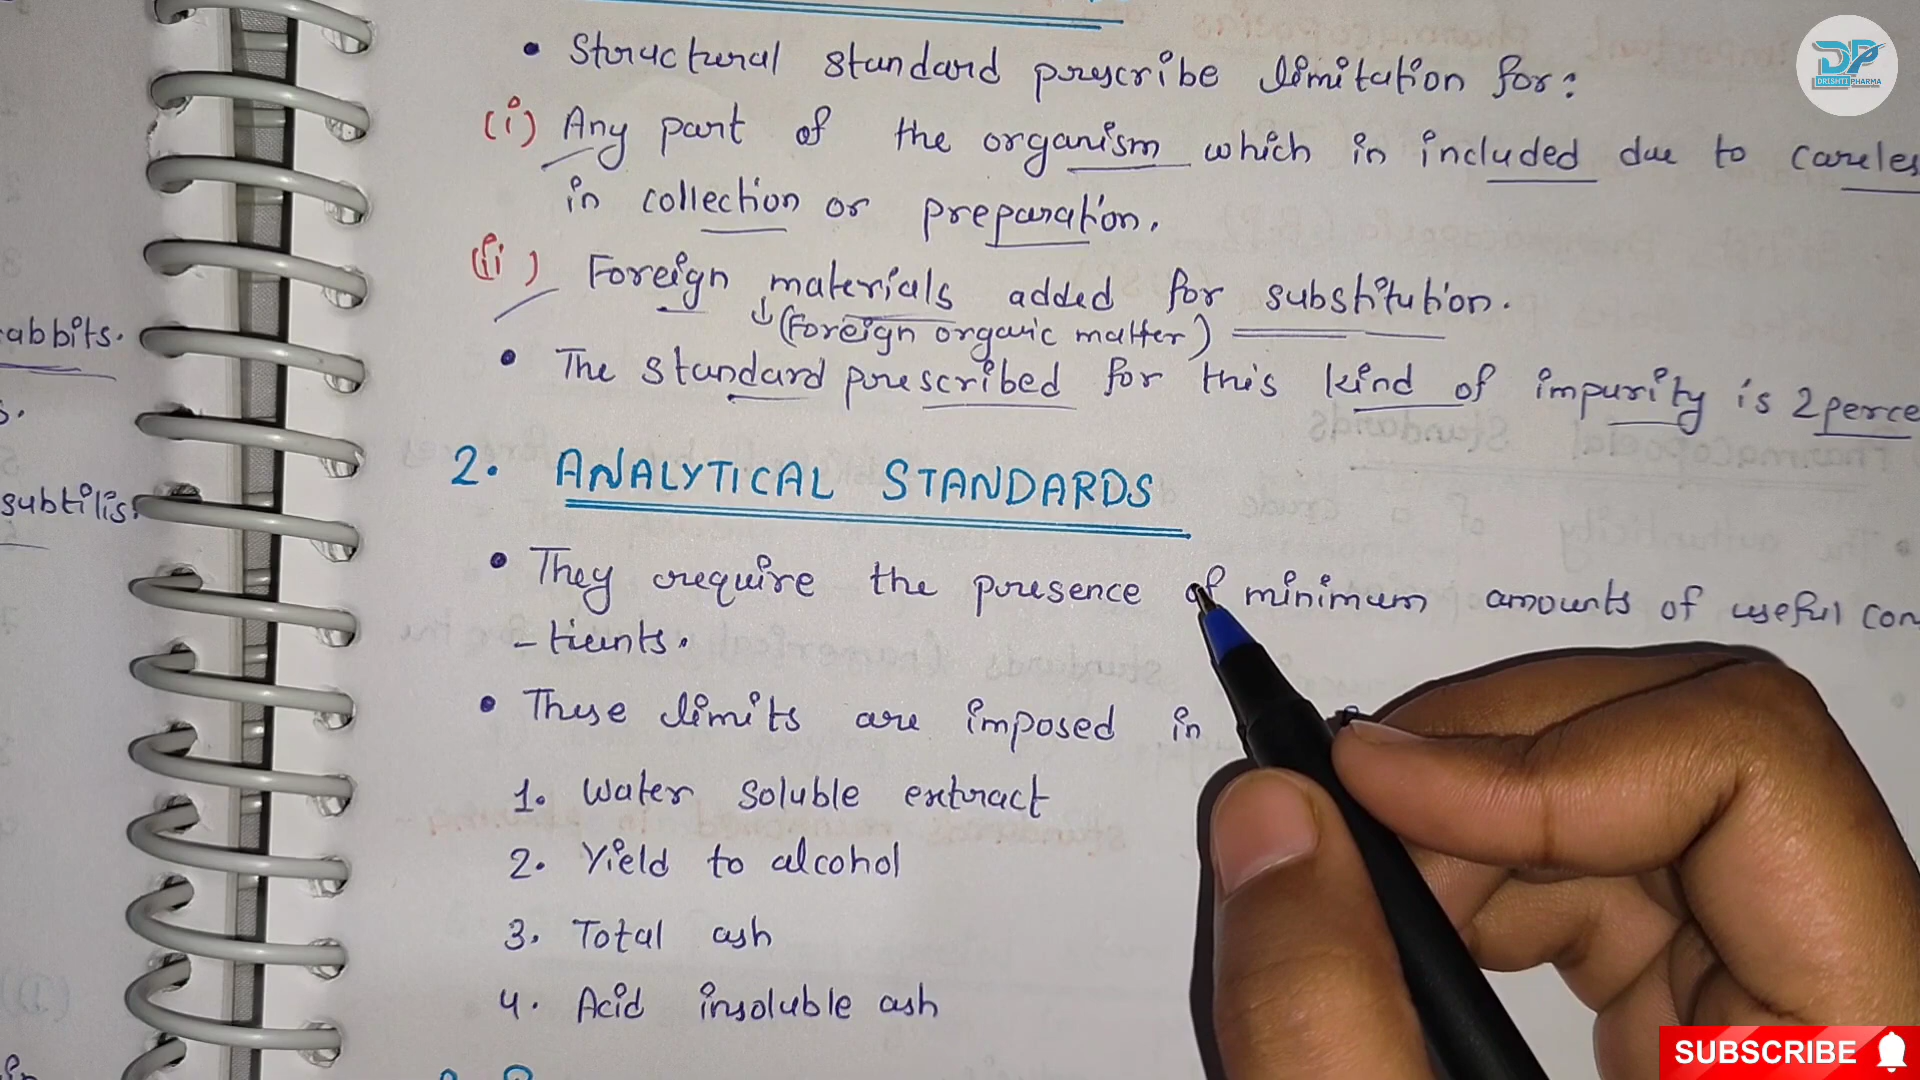 DP
DRISHTI PHARMA
• Structural standard prescribe limitation for:
(i) Any part of the organism which in included due to careles
in collection or preparation.
(ii) Foreign materials added for substitution.
↓ (Foreign organic matter)
• The standard prescribed for this kind of impurity is 2 perce
abbits.
s.
subtilis.
2. ANALYTICAL STANDARDS
• They require the presence of minimum amounts of useful con
-tients.
• These limits are imposed in
1. Water soluble extract
2. Yield to alcohol
3. Total ash
4. Acid insoluble ash
SUBSCRIBE